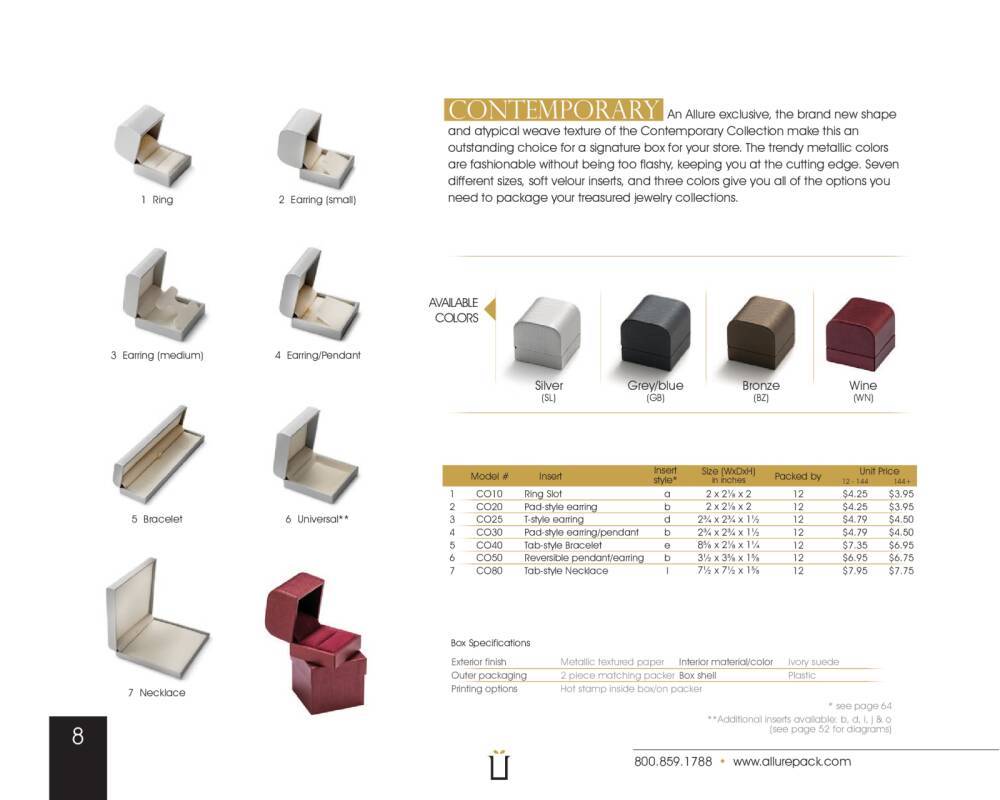 CONTEMPORARY An Allure exclusive, the brand new shape
and atypical weave texture of the Contemporary Collection make this an
outstanding choice for a signature box for your store. The trendy metallic colors
are fashionable without being too flashy, keeping you at the cutting edge. Seven
different sizes, soft velour inserts, and three colors give you all of the options you
need to package your treasured jewelry collections.
1 Ring
2 Earring (small)
3 Earring (medium)
4 Earring/Pendant
5 Bracelet
6 Universal**
7 Necklace
AVAILABLE
COLORS
Silver
(SL)
Grey/blue
(GB)
Bronze
(BZ)
Wine
(WN)
Model # Insert Insert style* Size (WxDxH) in inches Packed by Unit Price 12 - 144 144+
1 CO10 Ring Slot a 2 x 2⅛ x 2 12 $4.25 $3.95
2 CO20 Pad-style earring b 2 x 2⅛ x 2 12 $4.25 $3.95
3 CO25 T-style earring d 2¾ x 2¾ x 1½ 12 $4.79 $4.50
4 CO30 Pad-style earring/pendant b 2¾ x 2¾ x 1½ 12 $4.79 $4.50
5 CO40 Tab-style Bracelet e 8⅝ x 2⅛ x 1¼ 12 $7.35 $6.95
6 CO50 Reversible pendant/earring b 3½ x 3⅝ x 1⅝ 12 $6.95 $6.75
7 CO80 Tab-style Necklace l 7½ x 7½ x 1⅝ 12 $7.95 $7.75
Box Specifications
Exterior finish Metallic textured paper Interior material/color Ivory suede
Outer packaging 2 piece matching packer Box shell Plastic
Printing options Hot stamp inside box/on packer
* see page 64
**Additional inserts available: b, d, i, j & o
(see page 52 for diagrams)
8
800.859.1788 • www.allurepack.com